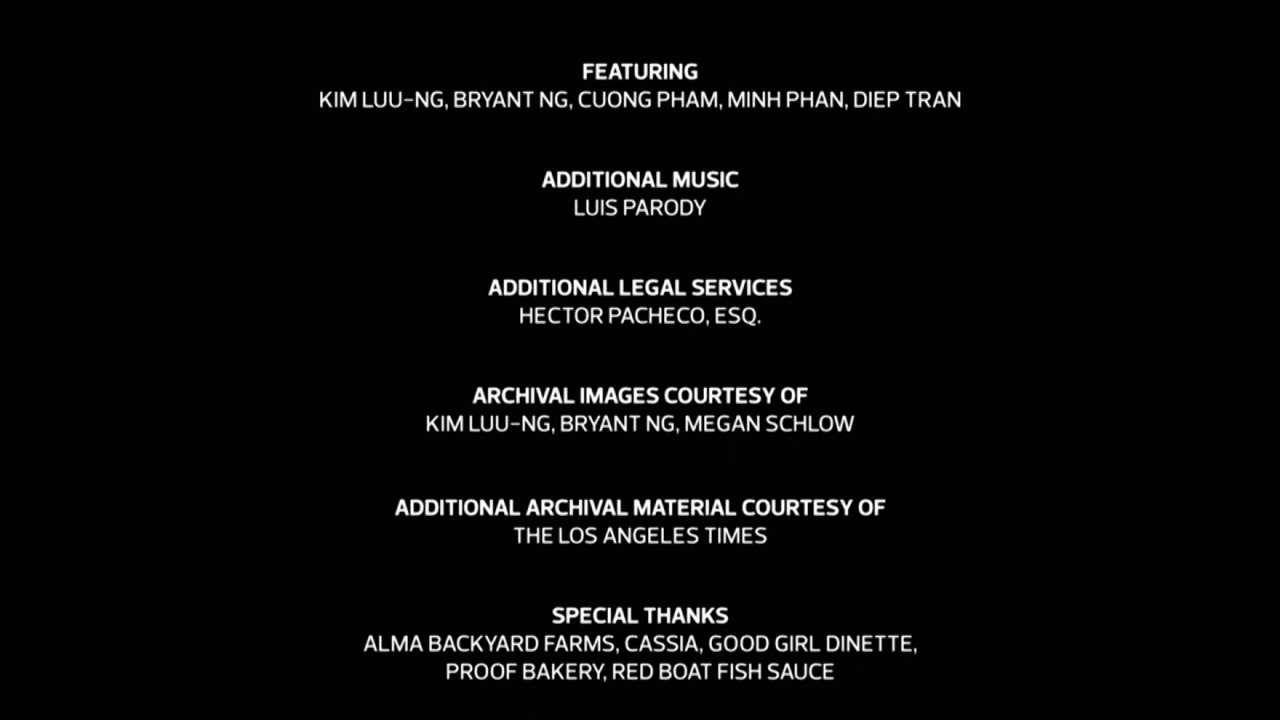 FEATURING
KIM LUU-NG, BRYANT NG, CUONG PHAM, MINH PHAN, DIEP TRAN
ADDITIONAL MUSIC
LUIS PARODY
ADDITIONAL LEGAL SERVICES
HECTOR PACHECO, ESQ.
ARCHIVAL IMAGES COURTESY OF
KIM LUU-NG, BRYANT NG, MEGAN SCHLOW
ADDITIONAL ARCHIVAL MATERIAL COURTESY OF
THE LOS ANGELES TIMES
SPECIAL THANKS
ALMA BACKYARD FARMS, CASSIA, GOOD GIRL DINETTE,
PROOF BAKERY, RED BOAT FISH SAUCE